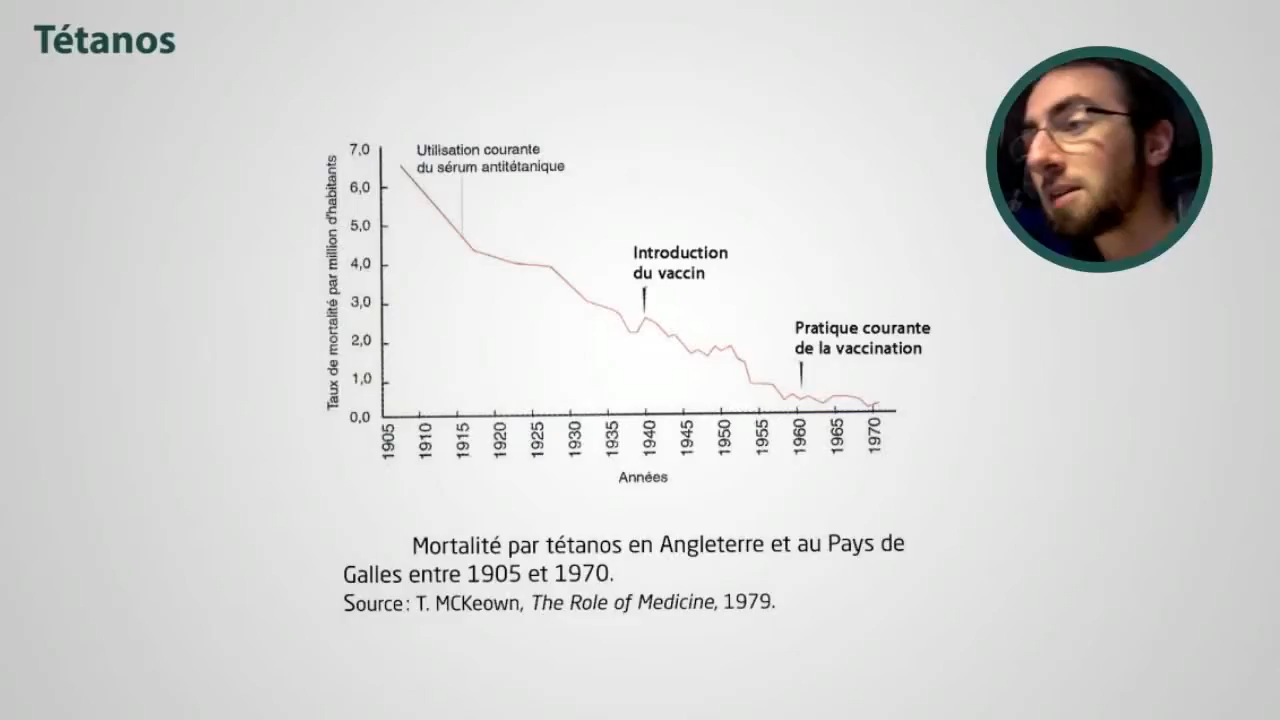 Tétanos
7,0
6,0
5,0
4,0
3,0
2,0
1,0
0,0
Taux de mortalité par million d'habitants
Utilisation courante
du sérum antitétanique
Introduction
du vaccin
Pratique courante
de la vaccination
1905 1910 1915 1920 1925 1930 1935 1940 1945 1950 1955 1960 1965 1970
Années
Mortalité par tétanos en Angleterre et au Pays de
Galles entre 1905 et 1970.
Source: T. MCKeown, The Role of Medicine, 1979.